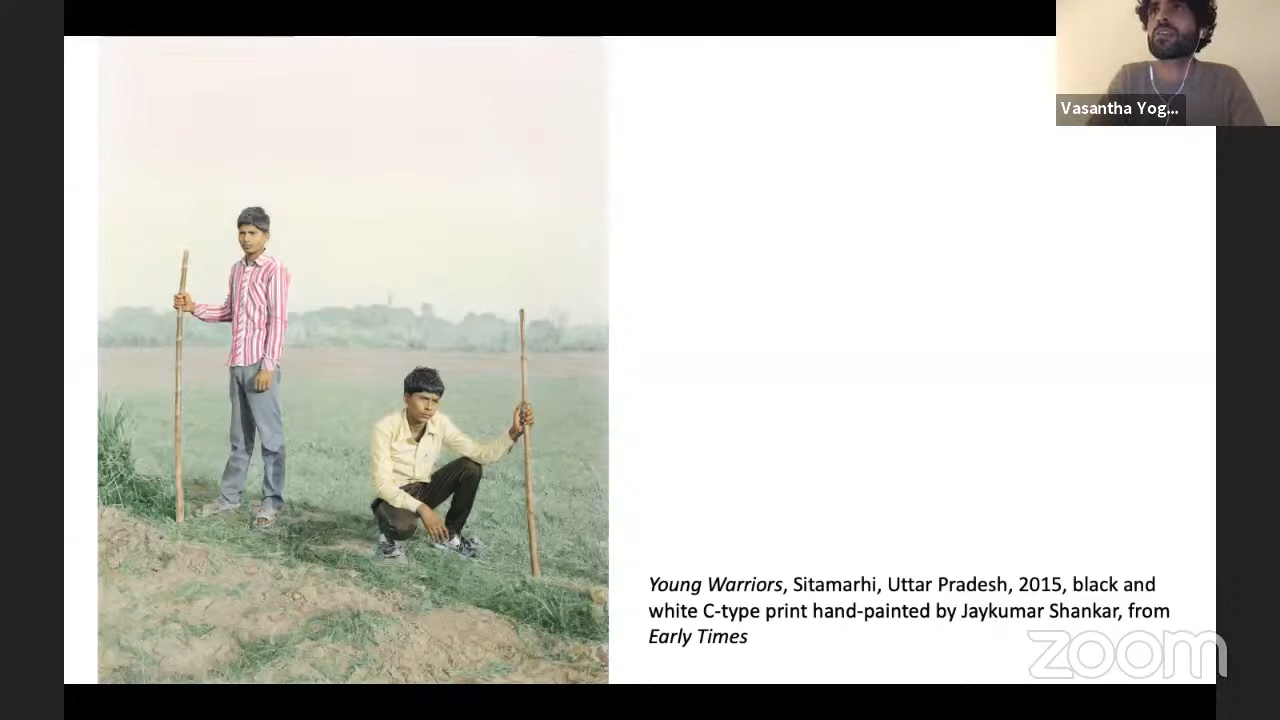 Vasantha Yog...
Young Warriors, Sitamarhi, Uttar Pradesh, 2015, black and
white C-type print hand-painted by Jaykumar Shankar, from
Early Times
zoom